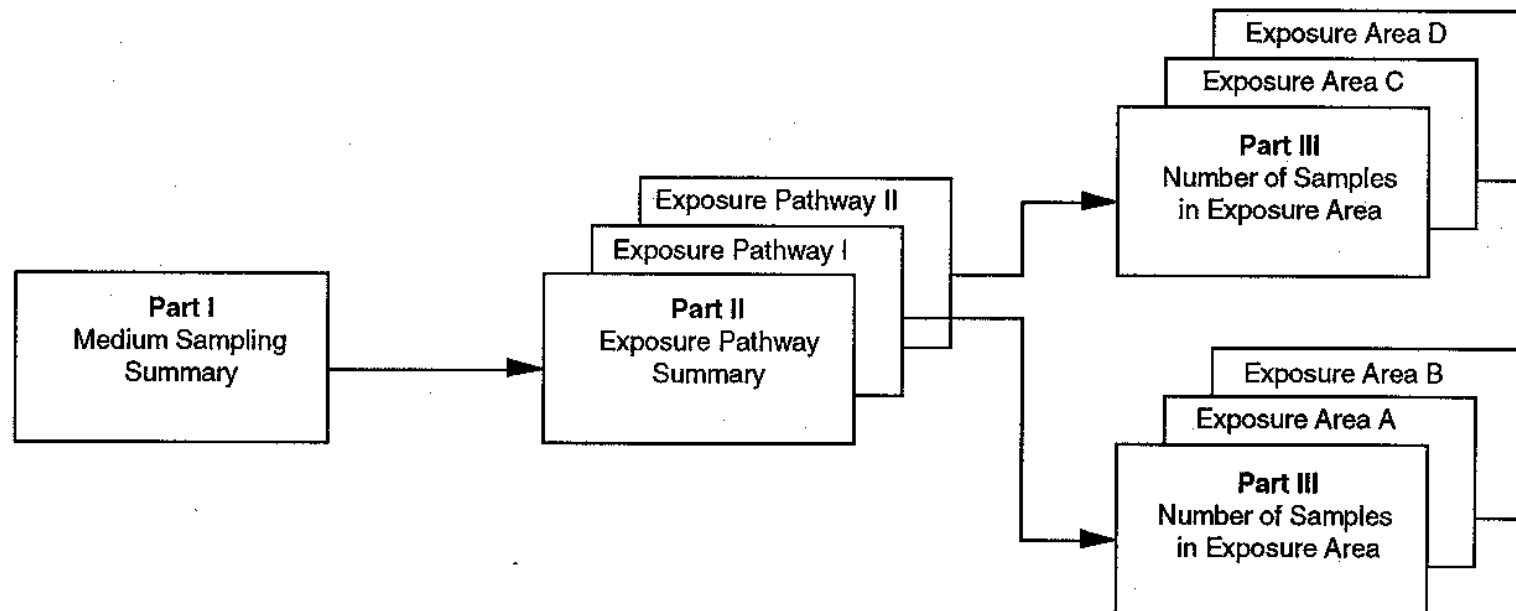 Part I
Medium Sampling
Summary
Exposure Pathway II
Exposure Pathway I
Part II
Exposure Pathway
Summary
Exposure Area D
Exposure Area C
Part III
Number of Samples
in Exposure Area
Exposure Area B
Exposure Area A
Part III
Number of Samples
in Exposure Area